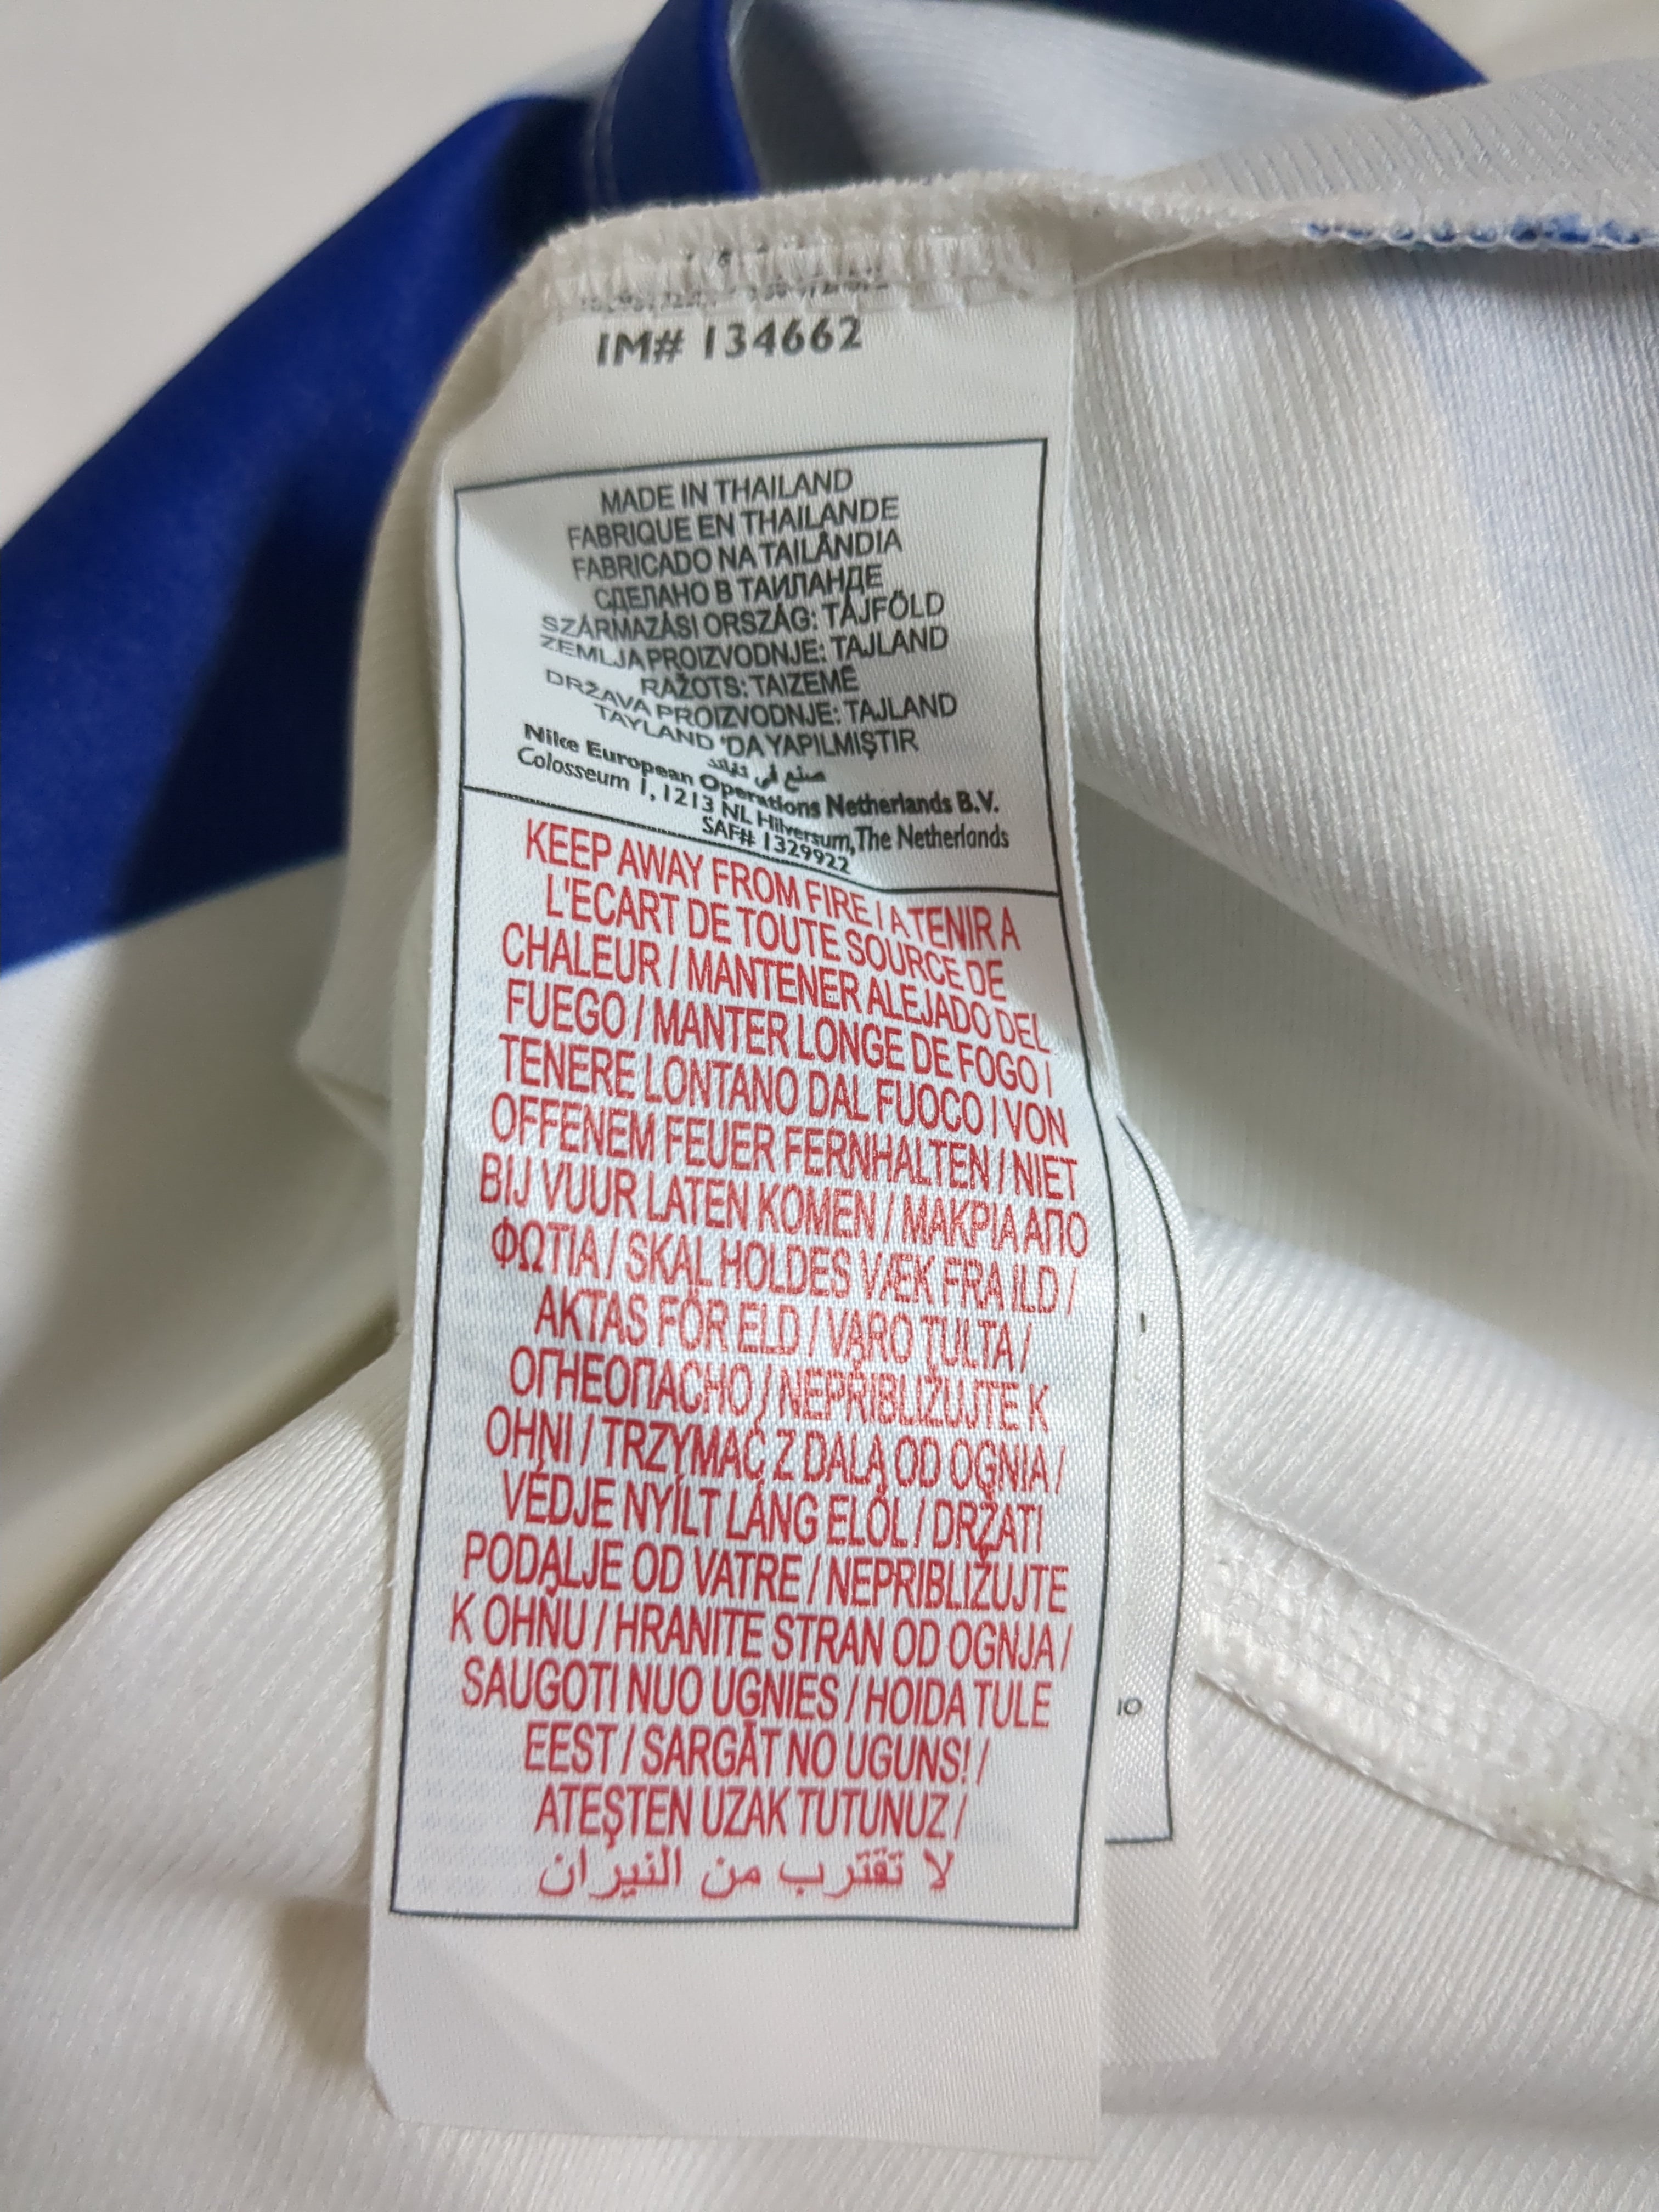 IM# 134662
MADE IN THAILAND
FABRIQUE EN THAILANDE
FABRICADO NA TAILÂNDIA
СДЕЛАНО В ТАИЛАНДЕ
SZÁRMAZÁSI ORSZÁG: TÁJFÖLD
ZEMLJA PROIZVODNJE: TAJLAND
RAŽOTS: TAIZEMĒ
DRŽAVA PROIZVODNJE: TAJLAND
TAYLAND 'DA YAPILMIŞTIR
صنع في تايلاند
Nike European Operations Netherlands B.V.
Colosseum 1, 1213 NL Hilversum, The Netherlands
SAF# 1329922
KEEP AWAY FROM FIRE / A TENIR A
L'ECART DE TOUTE SOURCE DE
CHALEUR / MANTENER ALEJADO DEL
FUEGO / MANTER LONGE DE FOGO /
TENERE LONTANO DAL FUOCO / VON
OFFENEM FEUER FERNHALTEN / NIET
BIJ VUUR LATEN KOMEN / ΜΑΚΡΙΑ ΑΠΟ
ΦΩΤΙΑ / SKAL HOLDES VÆK FRA ILD /
AKTAS FÖR ELD / VARO TULTA /
ОГНЕОПАСНО / NEPŘIBLIŽUJTE K
OHNI / TRZYMAĆ Z DALA OD OGNIA /
VÉDJE NYÍLT LÁNG ELŐL / DRŽATI
PODALJE OD VATRE / NEPRIBLIŽUJTE
K OHŇU / HRANITE STRAN OD OGNJA /
SAUGOTI NUO UGNIES / HOIDA TULE
EEST / SARGĀT NO UGUNS! /
ATEŞTEN UZAK TUTUNUZ /
لا تقترب من النيران
IO